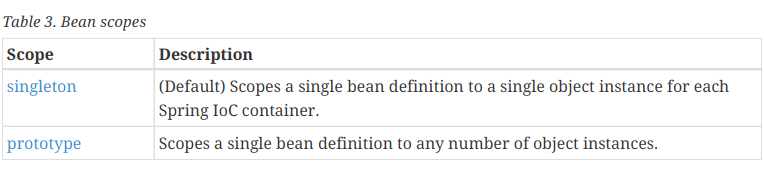 Table 3. Bean scopes
Scope Description
singleton (Default) Scopes a single bean definition to a single object instance for each
Spring IoC container.
prototype Scopes a single bean definition to any number of object instances.